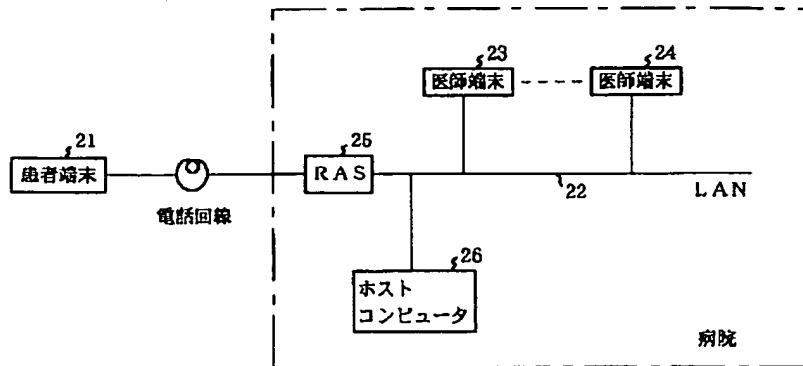 23
24
医師端末
医師端末
21
25
患者端末
RAS
22
LAN
電話回線
26
ホスト
コンピュータ
病院